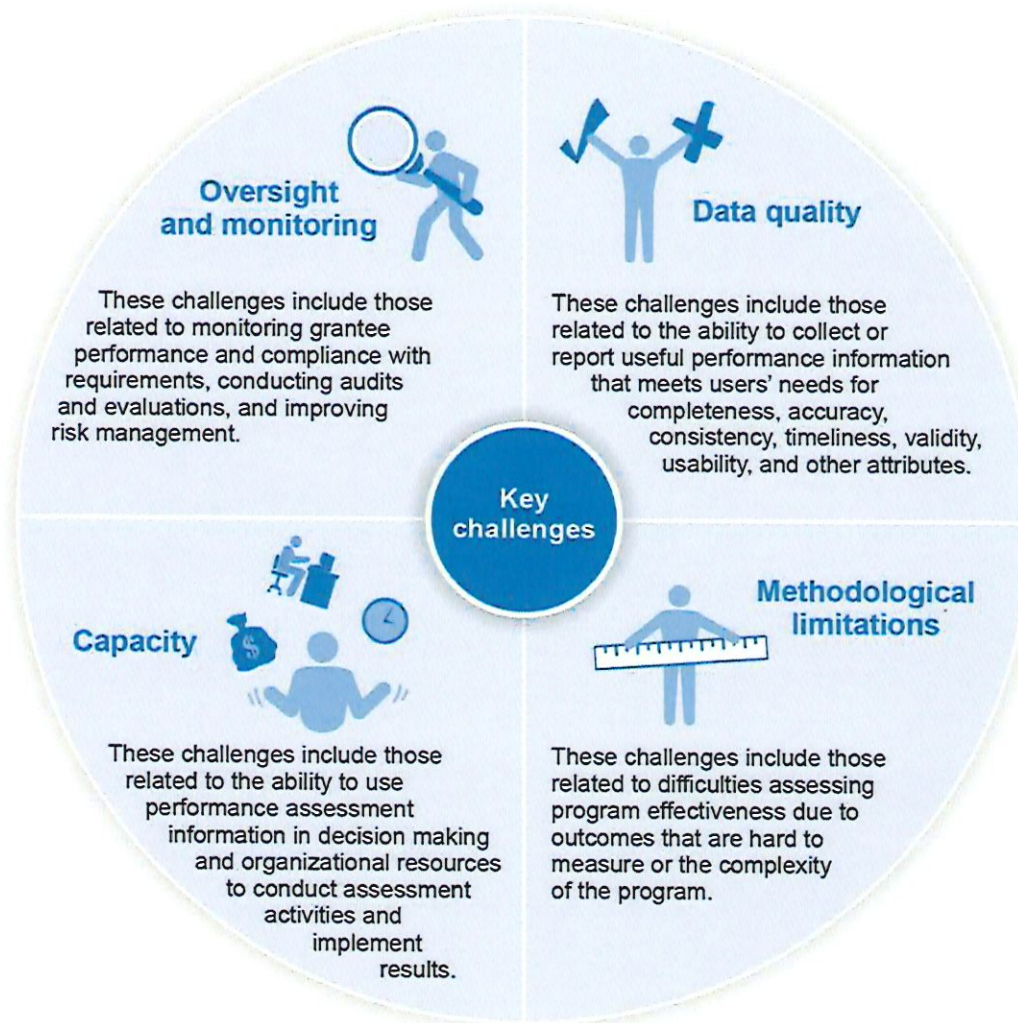 Oversight
and monitoring
These challenges include those
related to monitoring grantee
performance and compliance with
requirements, conducting audits
and evaluations, and improving
risk management.
Data quality
These challenges include those
related to the ability to collect or
report useful performance information
that meets users' needs for
completeness, accuracy,
consistency, timeliness, validity,
usability, and other attributes.
Key
challenges
Capacity
$
These challenges include those
related to the ability to use
performance assessment
information in decision making
and organizational resources
to conduct assessment
activities and
implement
results.
Methodological
limitations
These challenges include those
related to difficulties assessing
program effectiveness due to
outcomes that are hard to
measure or the complexity
of the program.